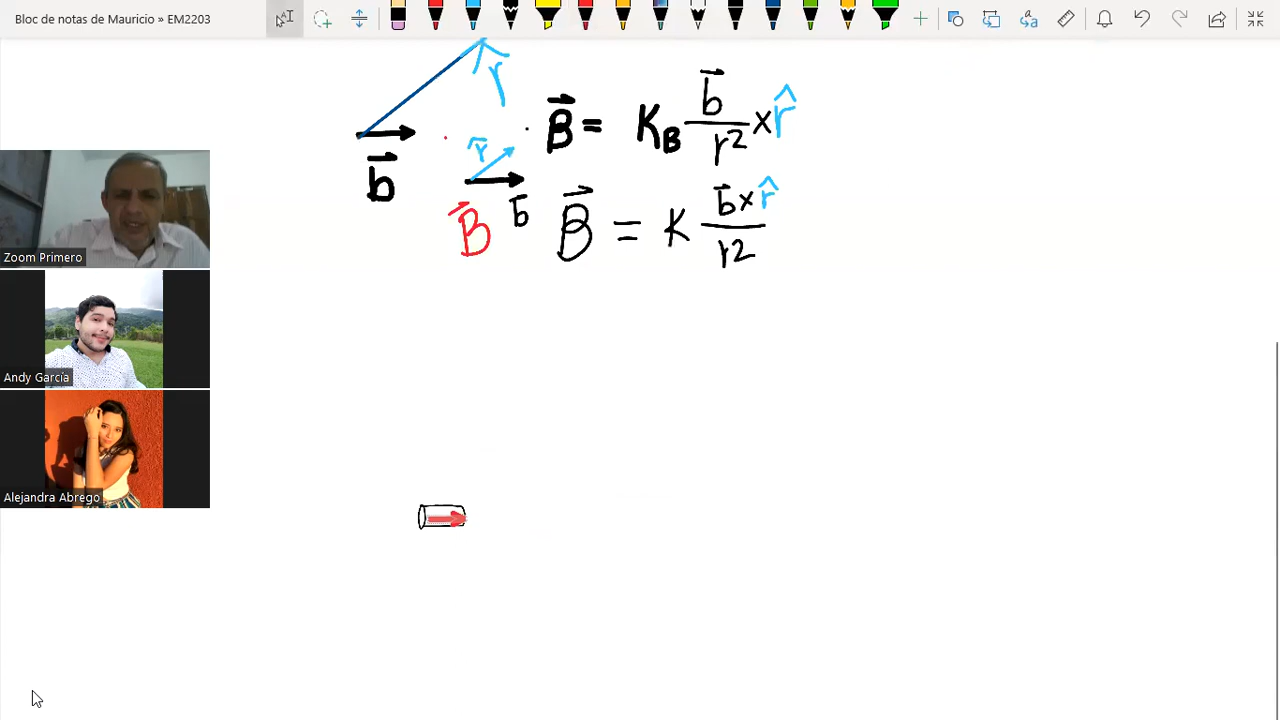 Bloc de notas de Mauricio » EM2203
r̂
b⃗
B⃗ = K_B b⃗/r² × r̂
r̂
b⃗
B⃗
B⃗ = K b⃗×r̂/r²
Zoom Primero
Andy García
Alejandra Abrego